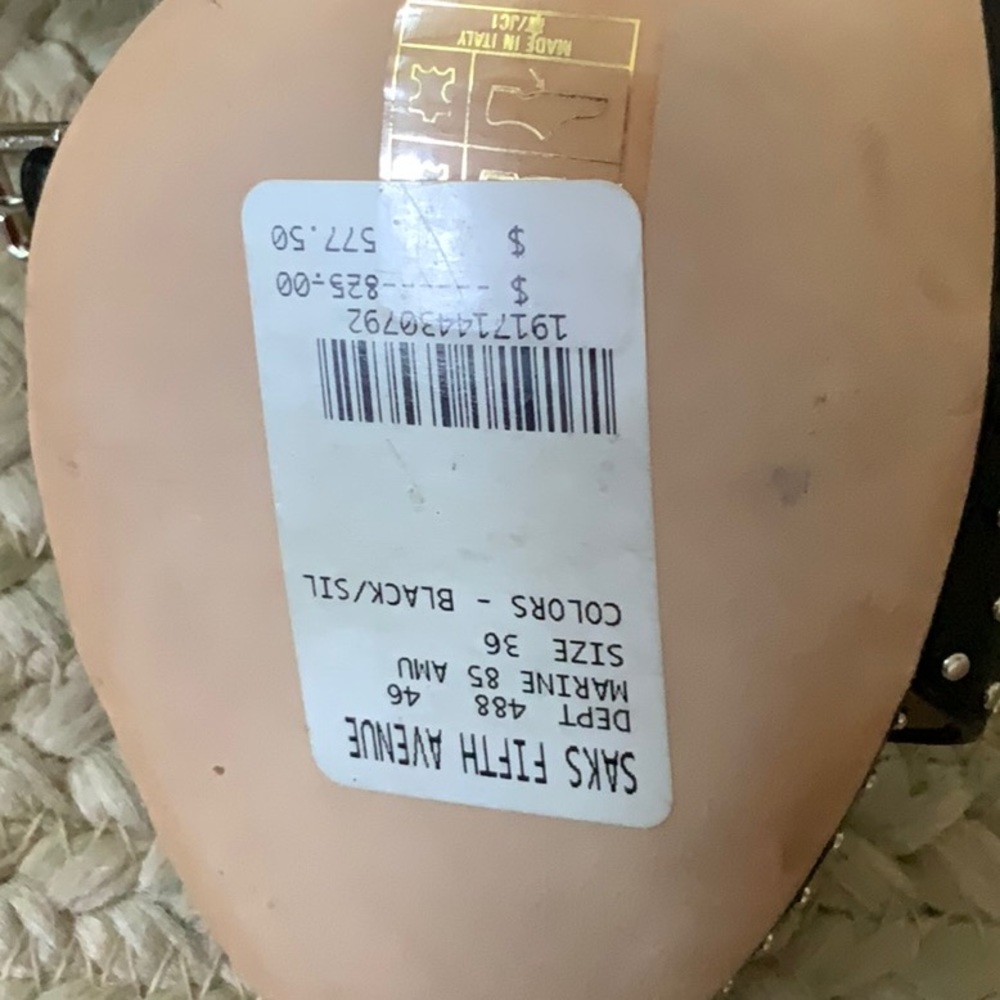 SAKS FIFTH AVENUE
DEPT 488 46
MARINE 85 AMU
SIZE 36
COLORS - BLACK/SIL
191714430792
$ ------825.00
$ 577.50
MADE IN ITALY